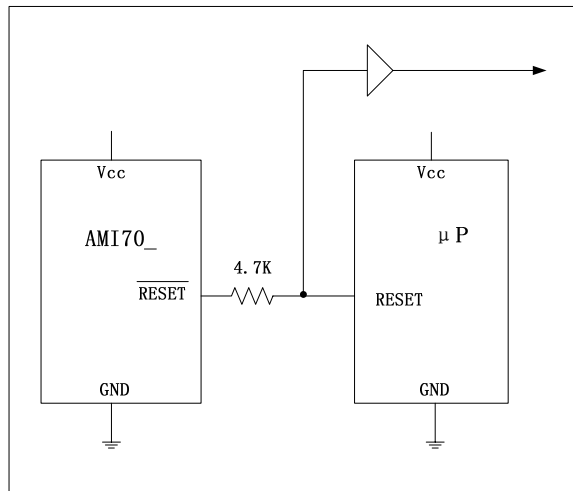 Vcc
AMI70_
RESET
GND
4.7K
Vcc
μP
RESET
GND